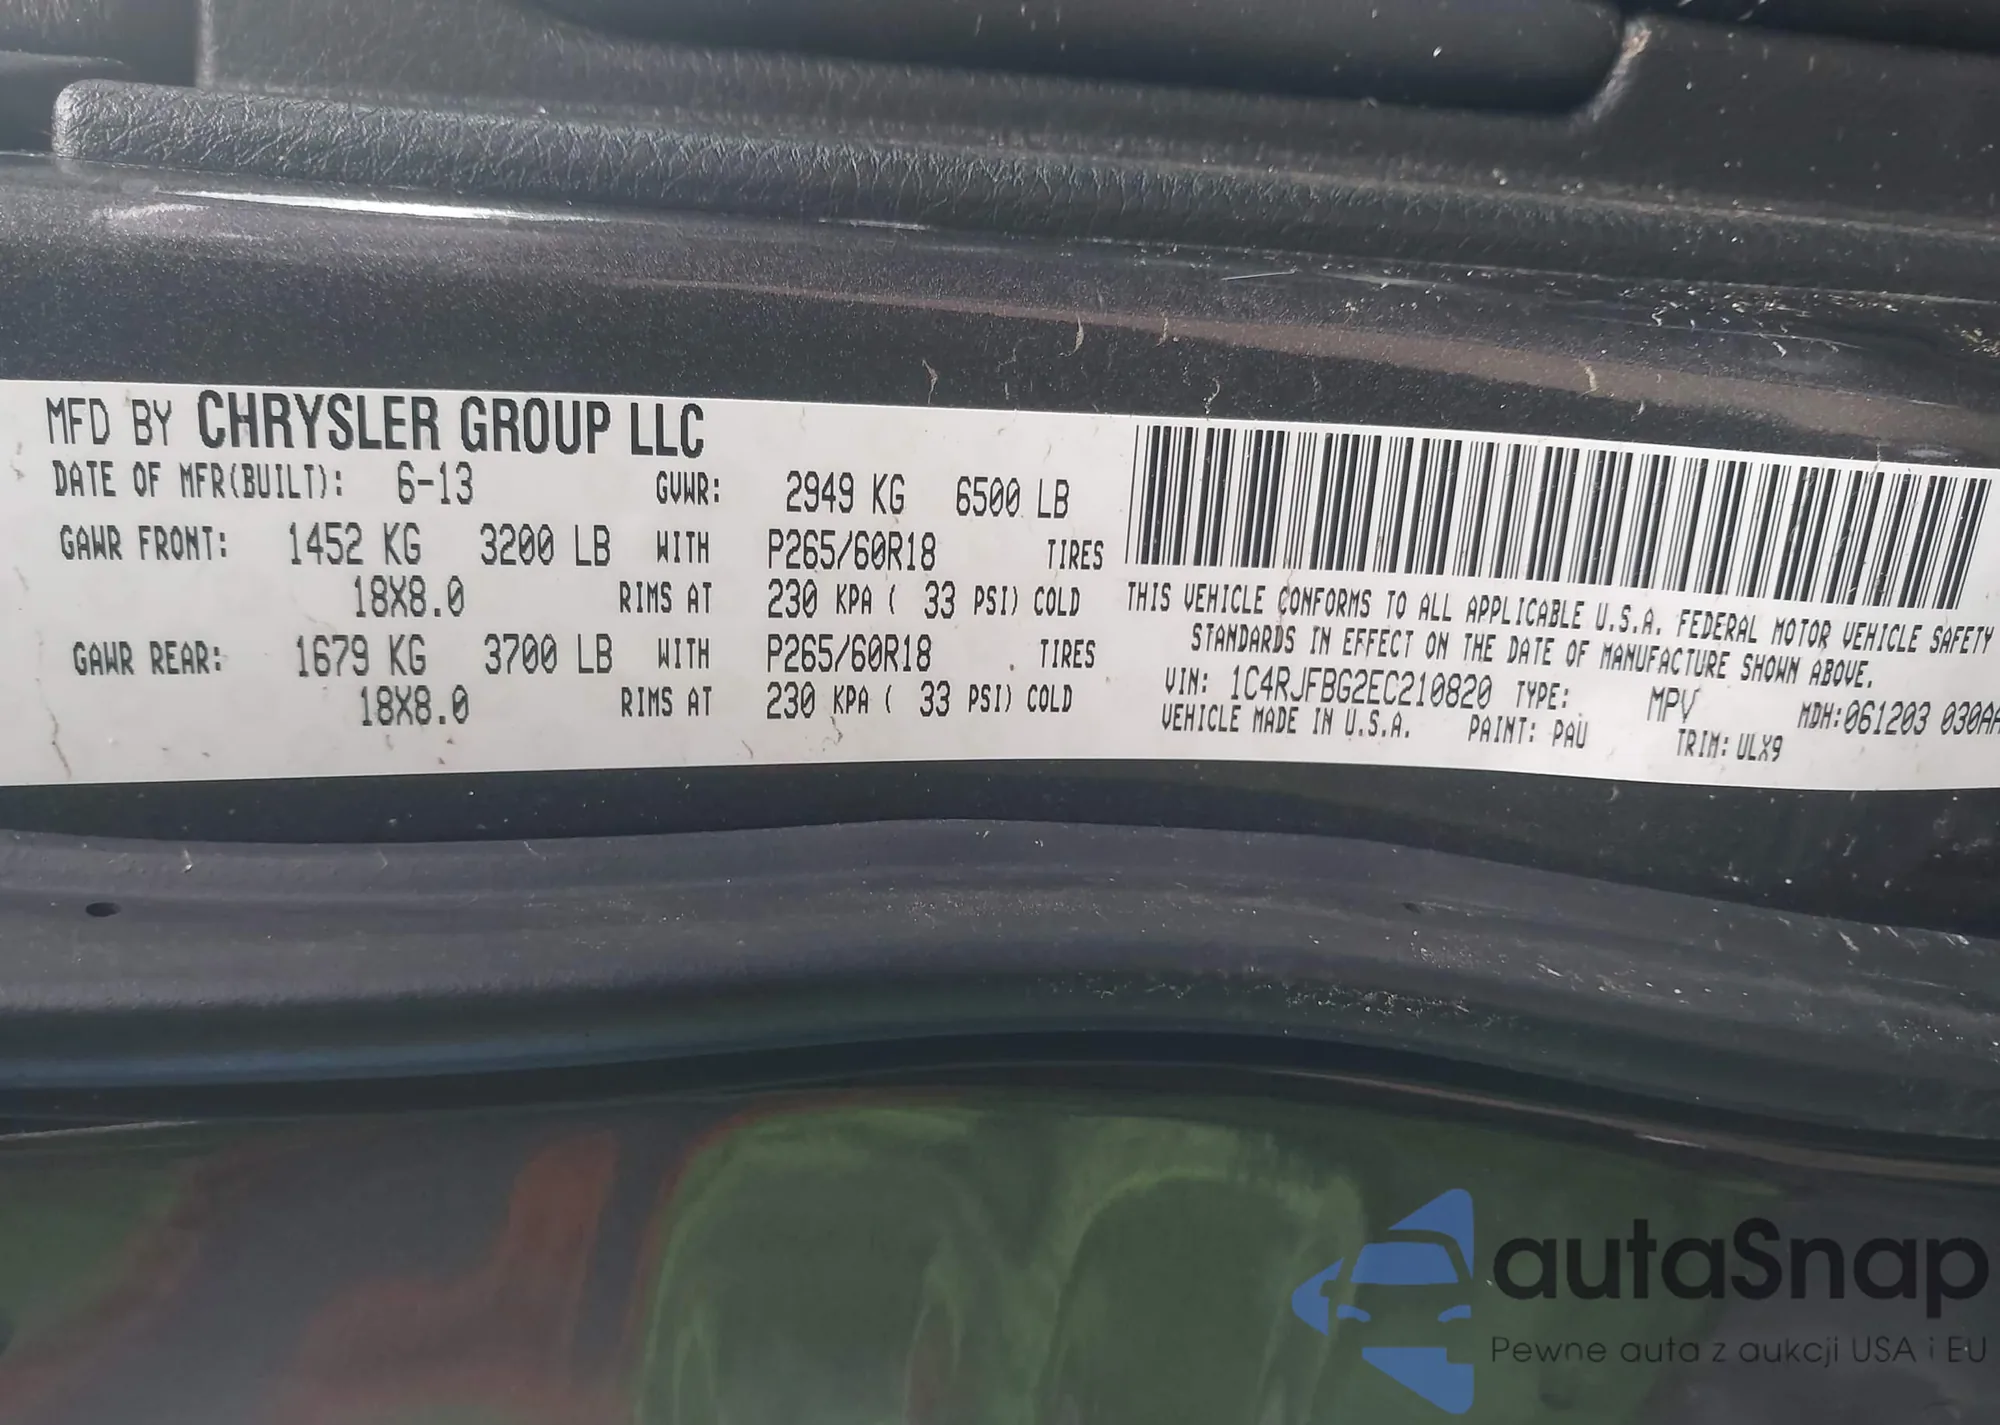 MFD BY CHRYSLER GROUP LLC
DATE OF MFR(BUILT): 6-13 GVWR: 2949 KG 6500 LB
GAWR FRONT: 1452 KG 3200 LB WITH P265/60R18 TIRES
18X8.0 RIMS AT 230 KPA ( 33 PSI) COLD
GAWR REAR: 1679 KG 3700 LB WITH P265/60R18 TIRES
18X8.0 RIMS AT 230 KPA ( 33 PSI) COLD
THIS VEHICLE CONFORMS TO ALL APPLICABLE U.S.A. FEDERAL MOTOR VEHICLE SAFETY
STANDARDS IN EFFECT ON THE DATE OF MANUFACTURE SHOWN ABOVE.
VIN: 1C4RJFBG2EC210820 TYPE: MPV MDH:061203 030AA
VEHICLE MADE IN U.S.A. PAINT: PAU TRIM: ULX9
autaSnap
Pewne auta z aukcji USA i EU